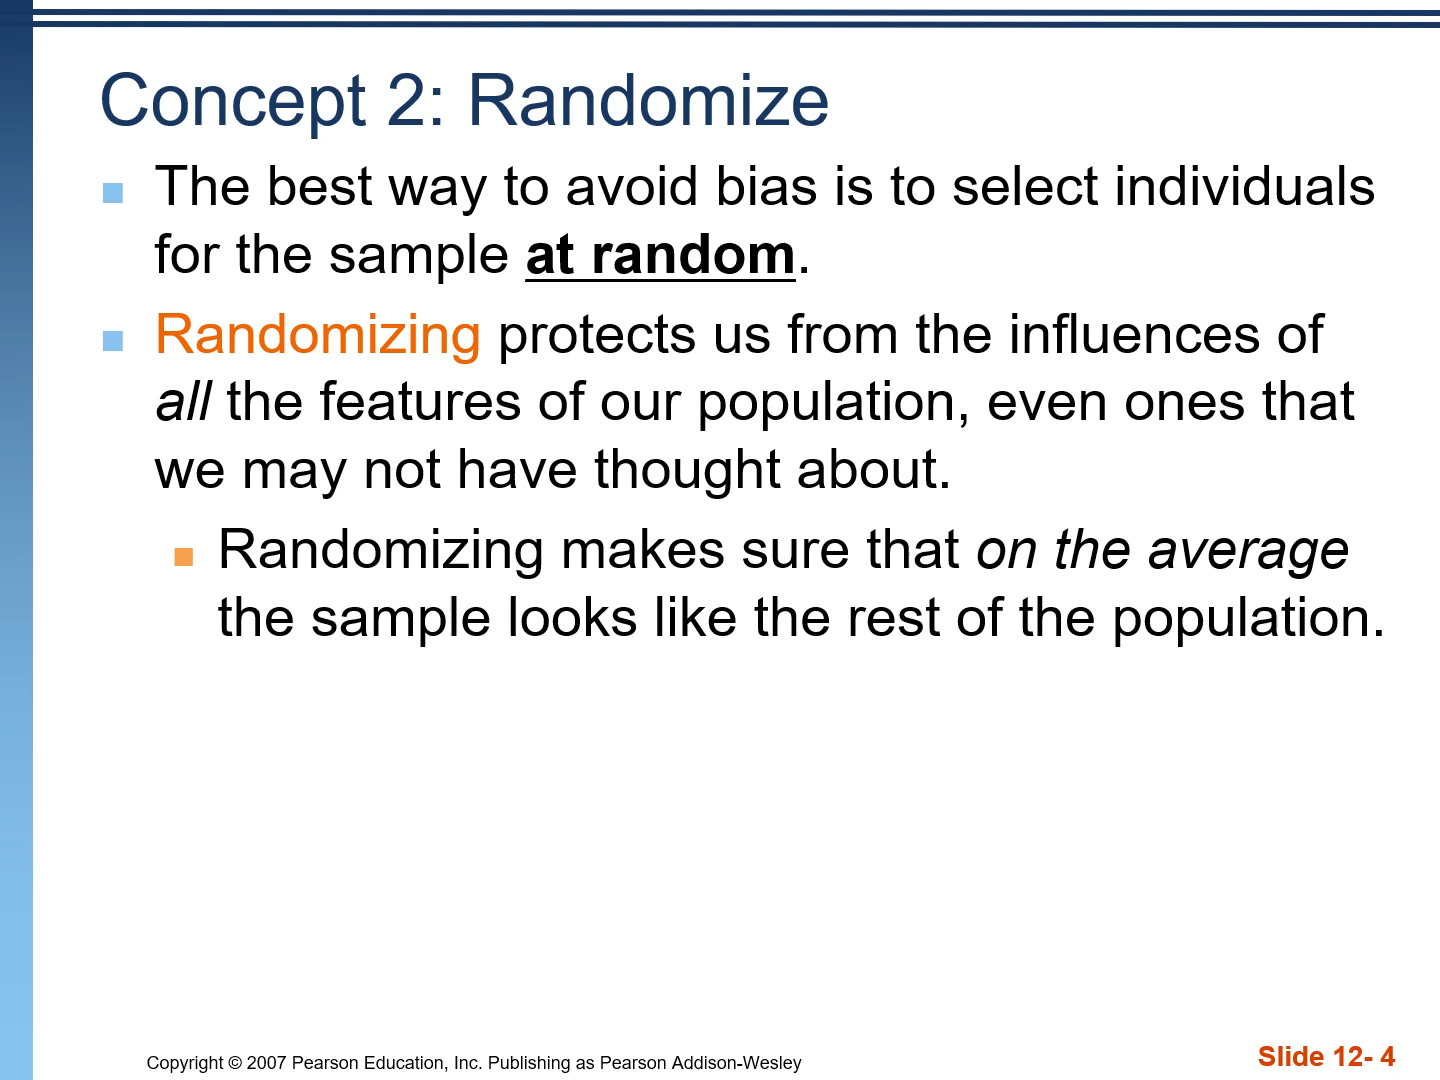 Concept 2: Randomize
The best way to avoid bias is to select individuals
for the sample at random.
Randomizing protects us from the influences of
all the features of our population, even ones that
we may not have thought about.
Randomizing makes sure that on the average
the sample looks like the rest of the population.
Copyright © 2007 Pearson Education, Inc. Publishing as Pearson Addison-Wesley
Slide 12- 4